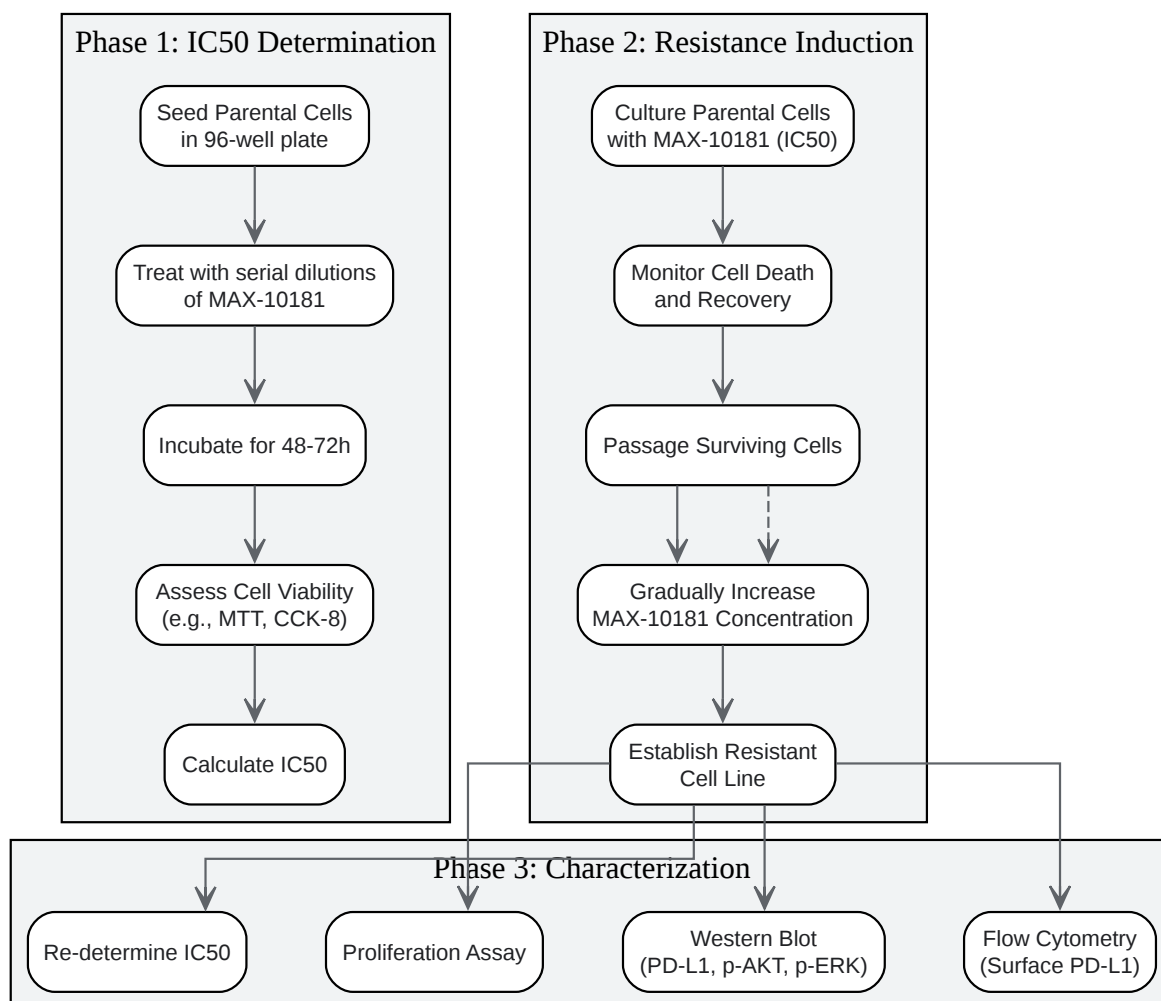 Phase 1: IC50 Determination
Seed Parental Cells
in 96-well plate
Treat with serial dilutions
of MAX-10181
Incubate for 48-72h
Assess Cell Viability
(e.g., MTT, CCK-8)
Calculate IC50
Phase 2: Resistance Induction
Culture Parental Cells
with MAX-10181 (IC50)
Monitor Cell Death
and Recovery
Passage Surviving Cells
Gradually Increase
MAX-10181 Concentration
Establish Resistant
Cell Line
Phase 3: Characterization
Re-determine IC50
Proliferation Assay
Western Blot
(PD-L1, p-AKT, p-ERK)
Flow Cytometry
(Surface PD-L1)